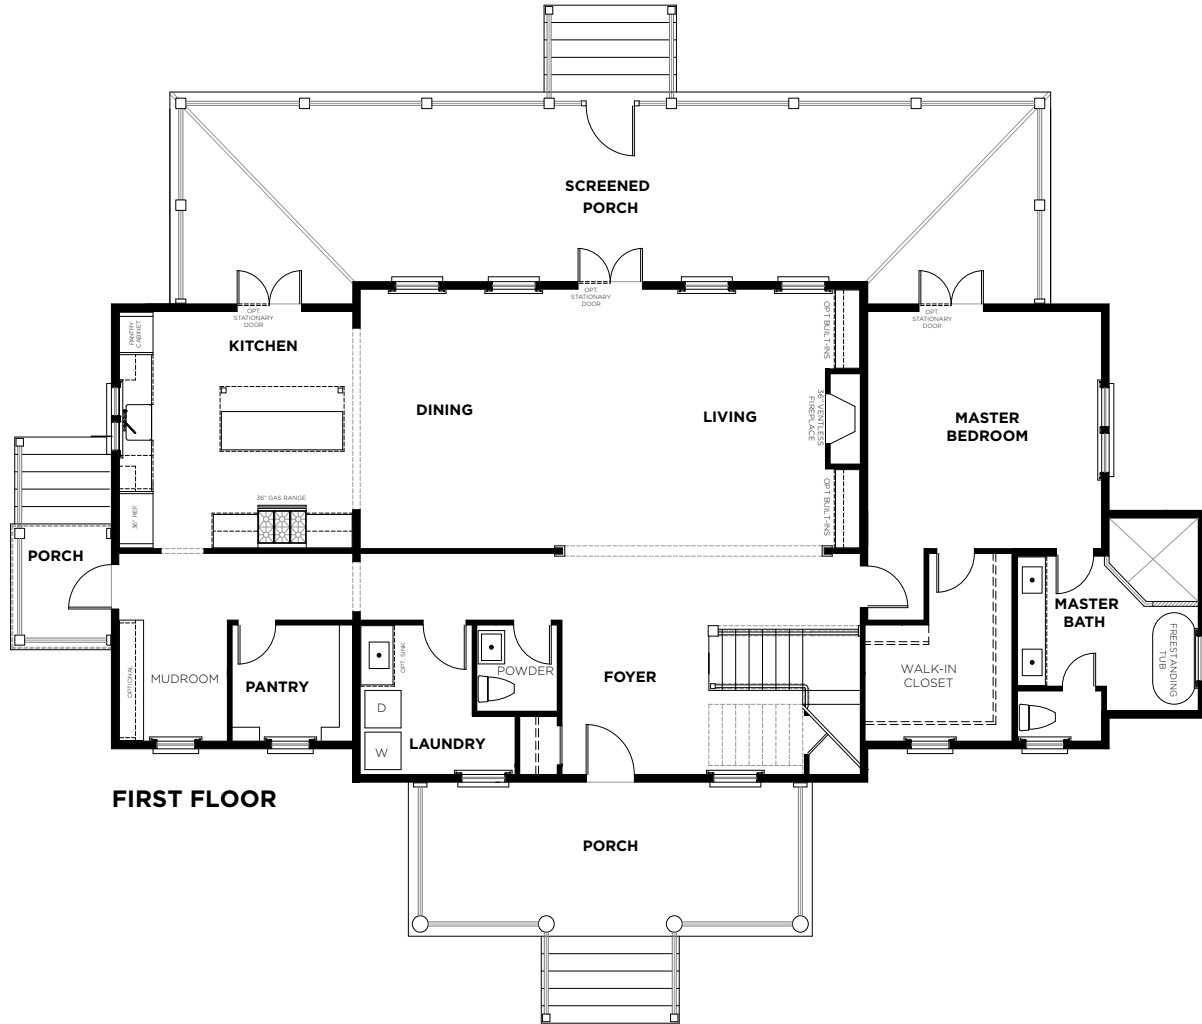 SCREENED
PORCH
OPT.
STATIONARY
DOOR
OPT.
STATIONARY
DOOR
OPT.
STATIONARY
DOOR
PANTRY
CABINET
KITCHEN
OPT BUILT-INS
DINING
LIVING
36" VENTLESS
FIREPLACE
MASTER
BEDROOM
36" GAS RANGE
36" REF.
OPT BUILT-INS
PORCH
MASTER
BATH
FREESTANDING
TUB
OPTIONAL
MUDROOM
PANTRY
OPT. SINK
POWDER
FOYER
WALK-IN
CLOSET
D
W
LAUNDRY
FIRST FLOOR
PORCH